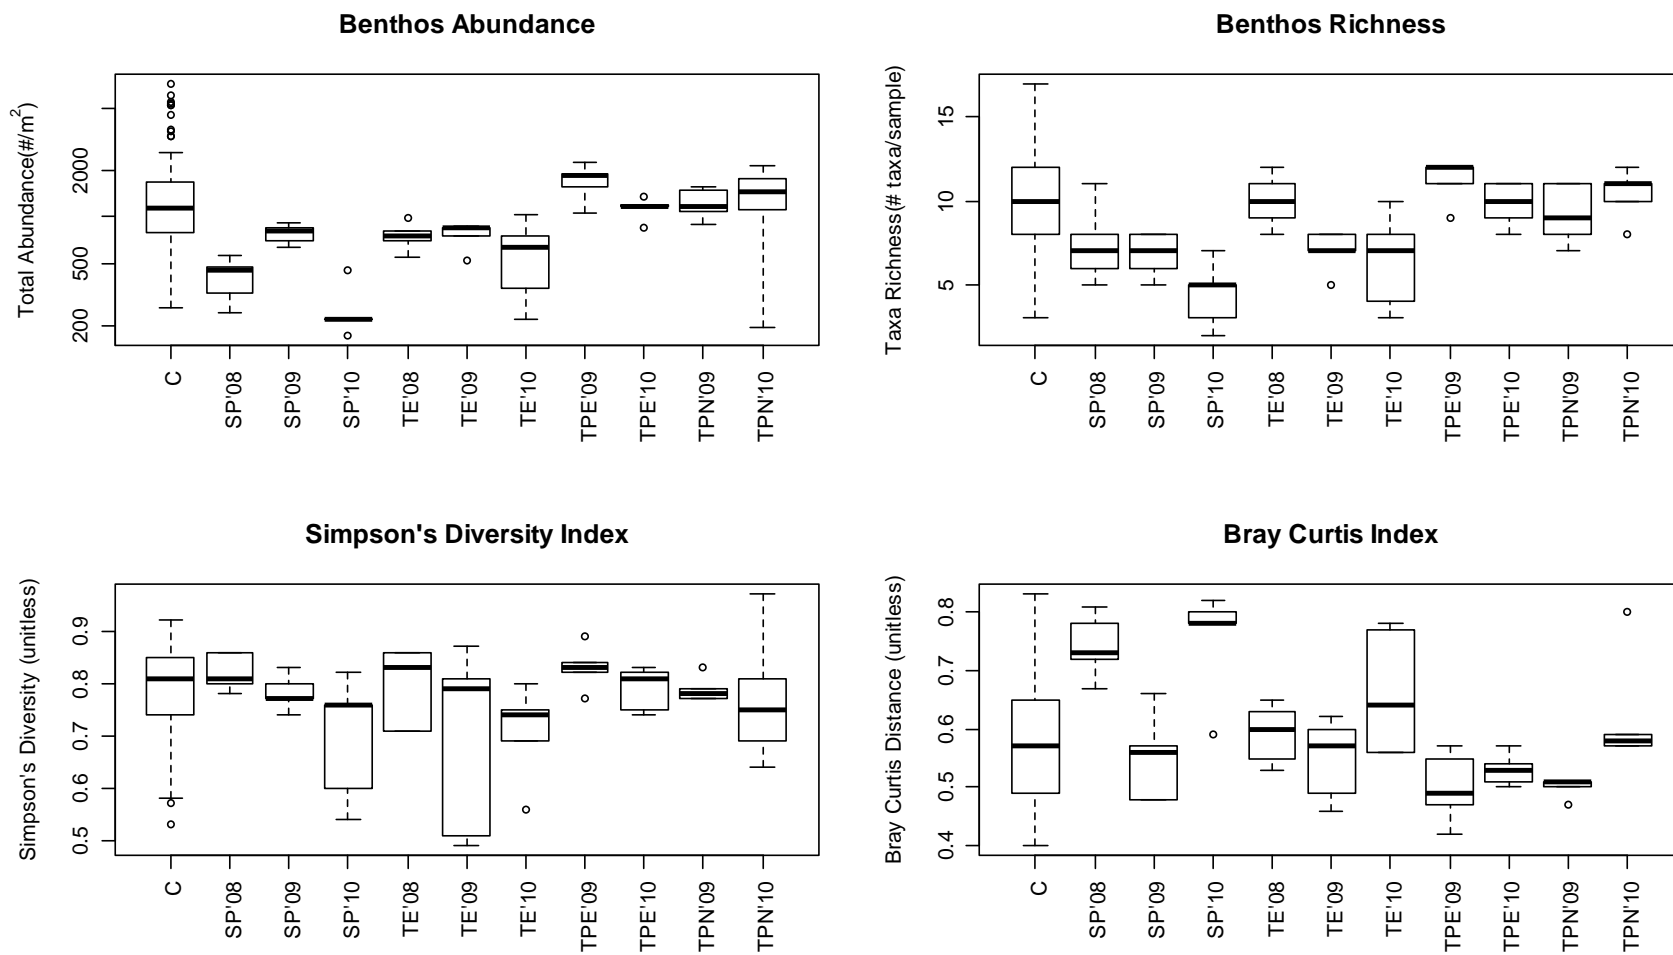 Benthos Abundance
Total Abundance(#/m²)
2000
500
200
C
SP'08
SP'09
SP'10
TE'08
TE'09
TE'10
TPE'09
TPE'10
TPN'09
TPN'10
Benthos Richness
Taxa Richness(# taxa/sample)
15
10
5
C
SP'08
SP'09
SP'10
TE'08
TE'09
TE'10
TPE'09
TPE'10
TPN'09
TPN'10
Simpson's Diversity Index
Simpson's Diversity (unitless)
0.9
0.8
0.7
0.6
0.5
C
SP'08
SP'09
SP'10
TE'08
TE'09
TE'10
TPE'09
TPE'10
TPN'09
TPN'10
Bray Curtis Index
Bray Curtis Distance (unitless)
0.8
0.7
0.6
0.5
0.4
C
SP'08
SP'09
SP'10
TE'08
TE'09
TE'10
TPE'09
TPE'10
TPN'09
TPN'10